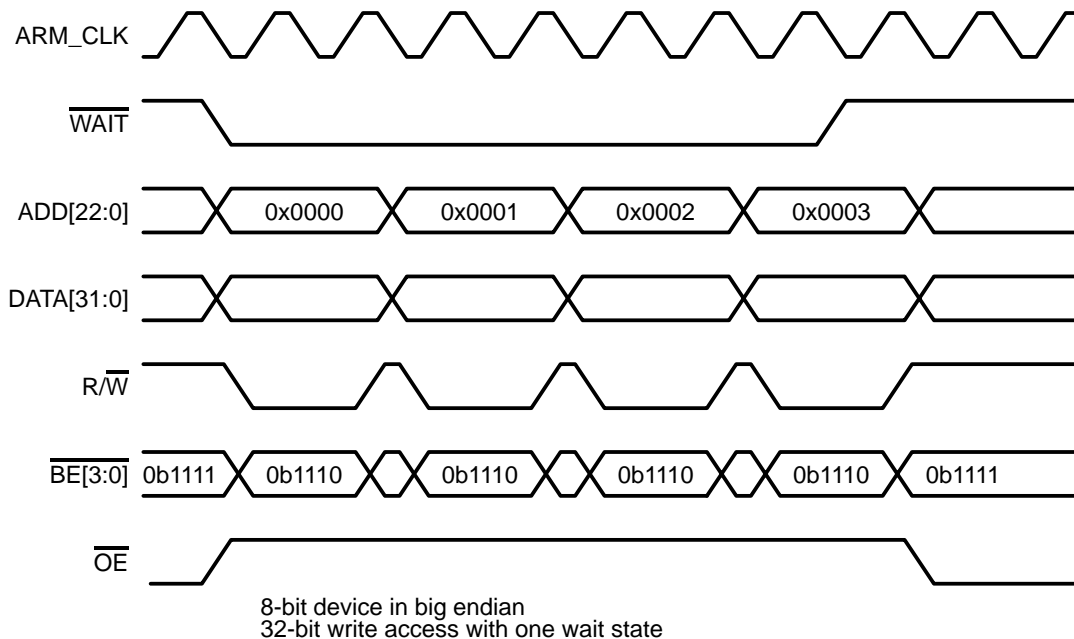 ARM_CLK
WAIT
ADD[22:0] 0x0000 0x0001 0x0002 0x0003
DATA[31:0]
R/W
BE[3:0] 0b1111 0b1110 0b1110 0b1110 0b1110 0b1111
OE
8-bit device in big endian
32-bit write access with one wait state